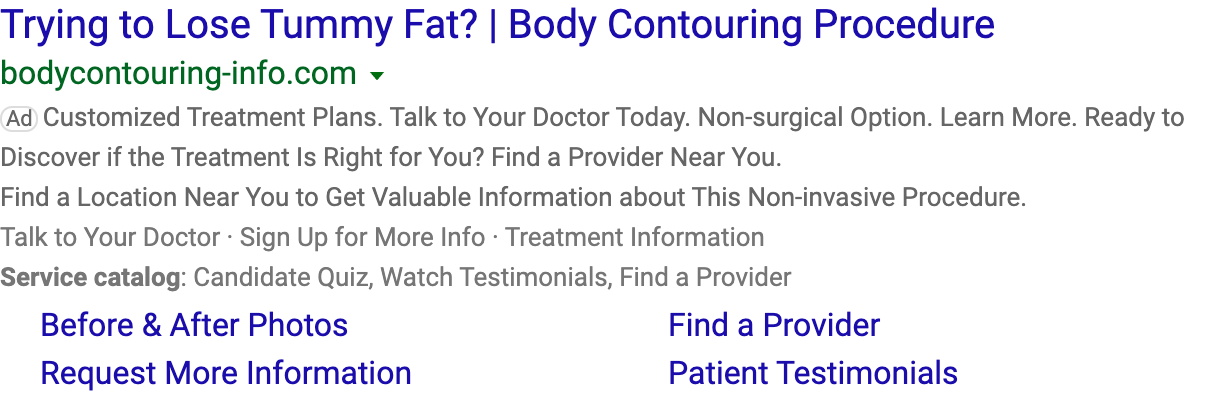 Trying to Lose Tummy Fat? | Body Contouring Procedure
bodycontouring-info.com
Ad Customized Treatment Plans. Talk to Your Doctor Today. Non-surgical Option. Learn More. Ready to
Discover if the Treatment Is Right for You? Find a Provider Near You.
Find a Location Near You to Get Valuable Information about This Non-invasive Procedure.
Talk to Your Doctor · Sign Up for More Info · Treatment Information
Service catalog: Candidate Quiz, Watch Testimonials, Find a Provider
Before & After Photos Find a Provider
Request More Information Patient Testimonials